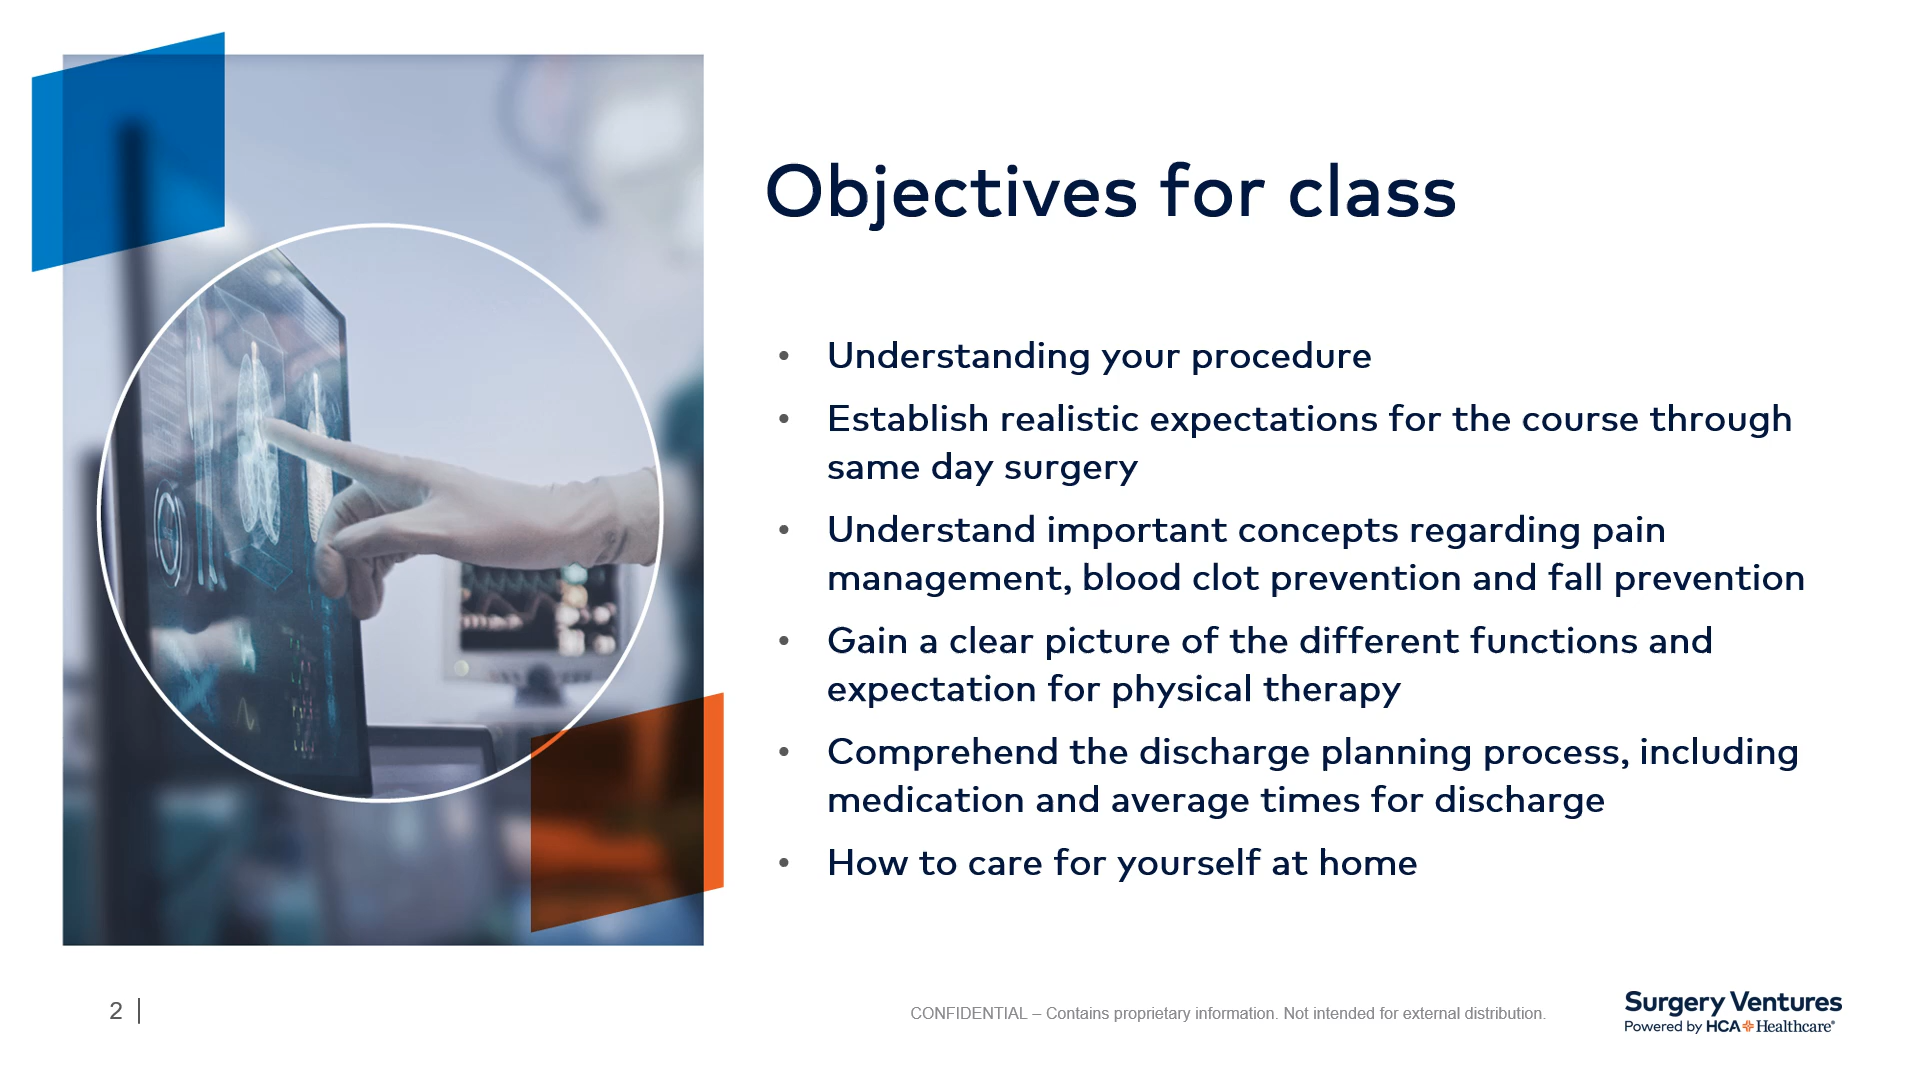 Objectives for class
• Understanding your procedure
• Establish realistic expectations for the course through
same day surgery
• Understand important concepts regarding pain
management, blood clot prevention and fall prevention
• Gain a clear picture of the different functions and
expectation for physical therapy
• Comprehend the discharge planning process, including
medication and average times for discharge
• How to care for yourself at home
2 |
CONFIDENTIAL – Contains proprietary information. Not intended for external distribution.
Surgery Ventures
Powered by HCA Healthcare®